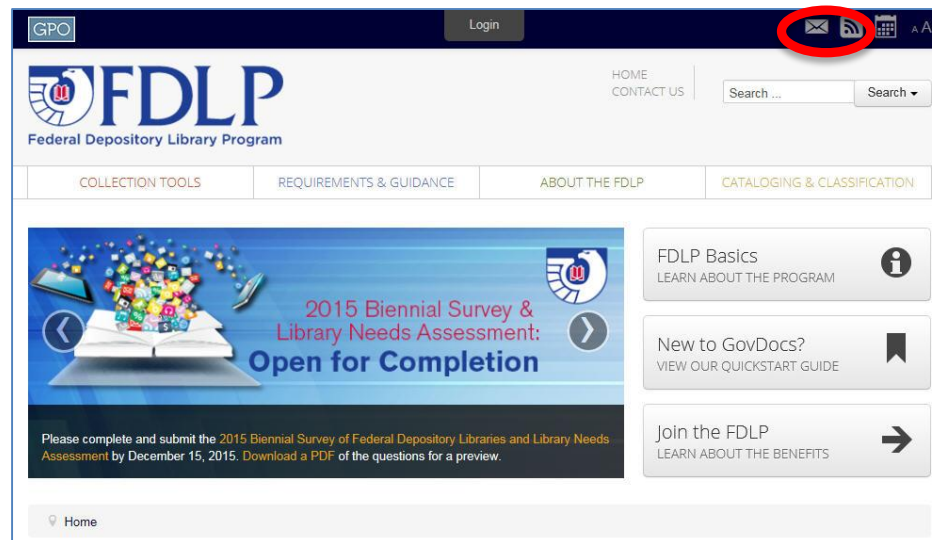 GPO
Login
A A
FDLP
Federal Depository Library Program
HOME
CONTACT US
Search ...
Search
COLLECTION TOOLS
REQUIREMENTS & GUIDANCE
ABOUT THE FDLP
CATALOGING & CLASSIFICATION
2015 Biennial Survey &
Library Needs Assessment:
Open for Completion
Please complete and submit the 2015 Biennial Survey of Federal Depository Libraries and Library Needs
Assessment by December 15, 2015. Download a PDF of the questions for a preview.
FDLP Basics
LEARN ABOUT THE PROGRAM
New to GovDocs?
VIEW OUR QUICKSTART GUIDE
Join the FDLP
LEARN ABOUT THE BENEFITS
Home